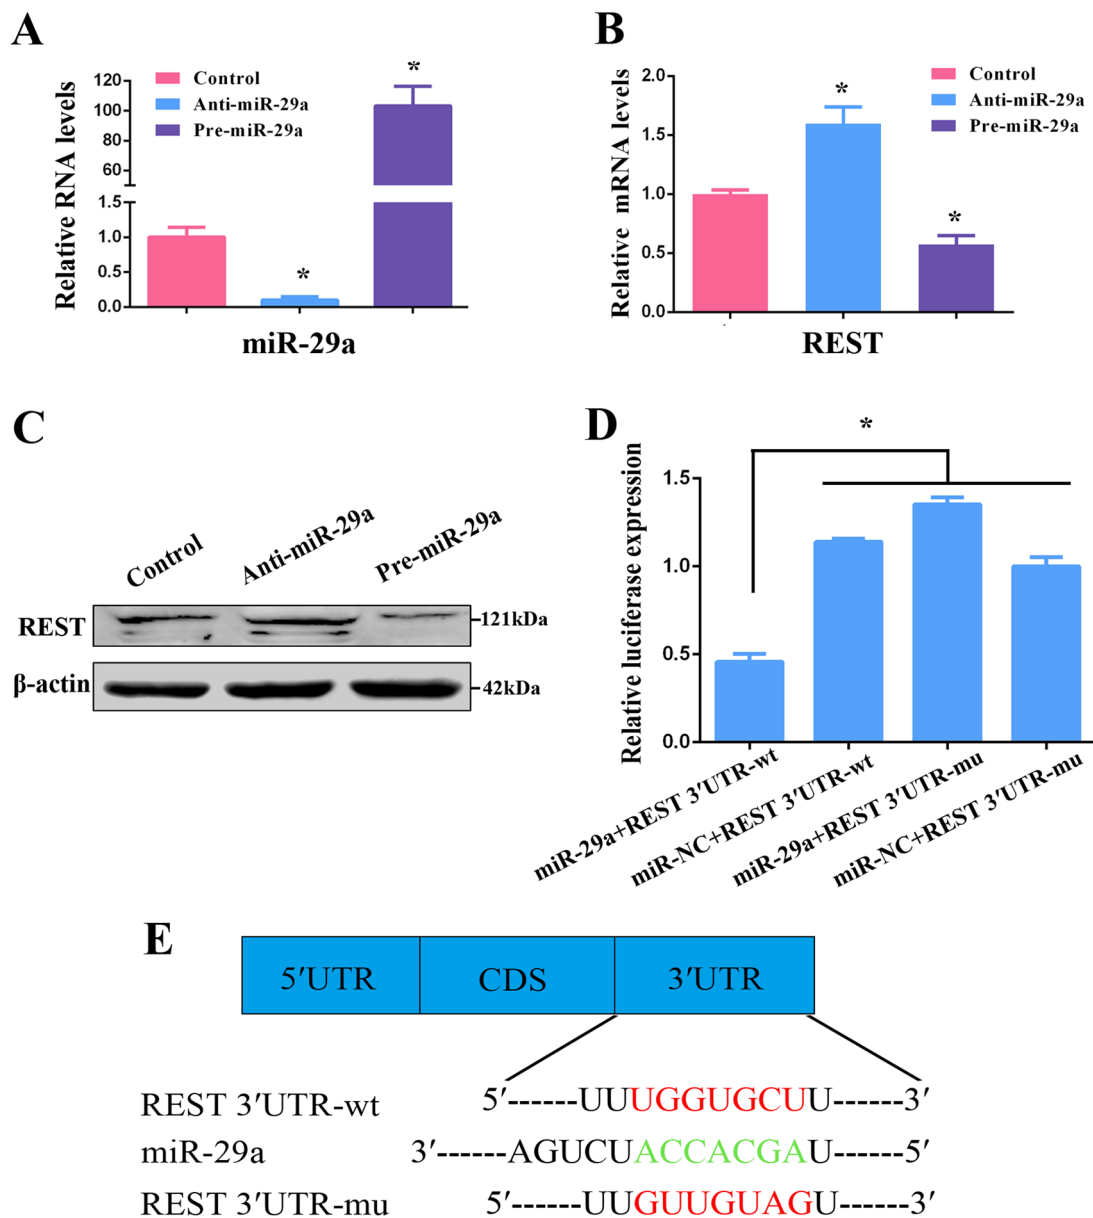 A
Control
Anti-miR-29a
Pre-miR-29a
*
*
Relative RNA levels
120
100
80
60
1.5
1.0
0.5
0.0
miR-29a
B
Control
Anti-miR-29a
Pre-miR-29a
*
*
Relative mRNA levels
2.0
1.5
1.0
0.5
0.0
REST
C
Control
Anti-miR-29a
Pre-miR-29a
REST
121kDa
β-actin
42kDa
D
*
Relative luciferase expression
1.5
1.0
0.5
0.0
miR-29a+REST 3′UTR-wt
miR-NC+REST 3′UTR-wt
miR-29a+REST 3′UTR-mu
miR-NC+REST 3′UTR-mu
E
5′UTR CDS 3′UTR
REST 3′UTR-wt 5′------UUUGGUGCUU------3′
miR-29a 3′------AGUCUACCACGAU------5′
REST 3′UTR-mu 5′------UUGUUGUAGU------3′